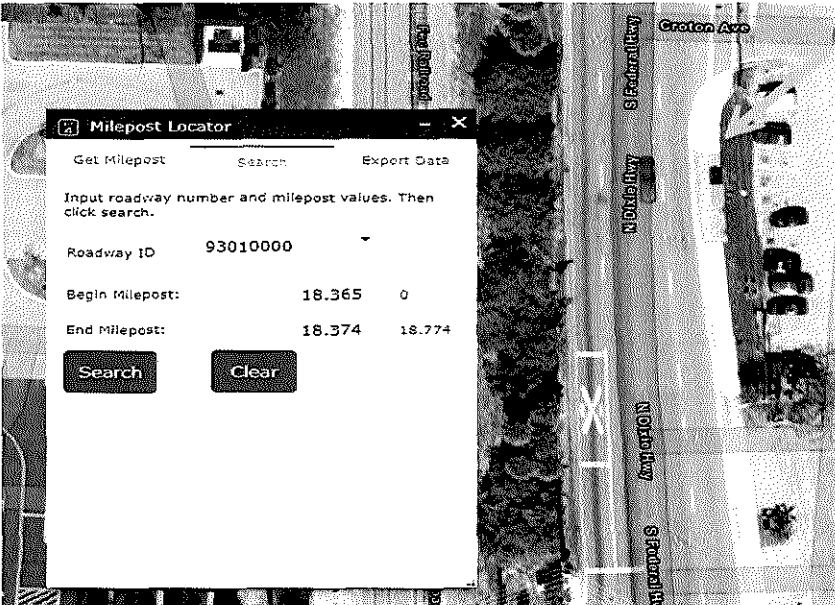 Milepost Locator
Get Milepost Search Export Data
Input roadway number and milepost values. Then
click search.
Roadway ID 93010000
Begin Milepost: 18.365 0
End Milepost: 18.374 18.774
Search Clear
Croton Ave
S Federal Hwy
N Dixie Hwy
N Dixie Hwy
S Federal H
Railroad